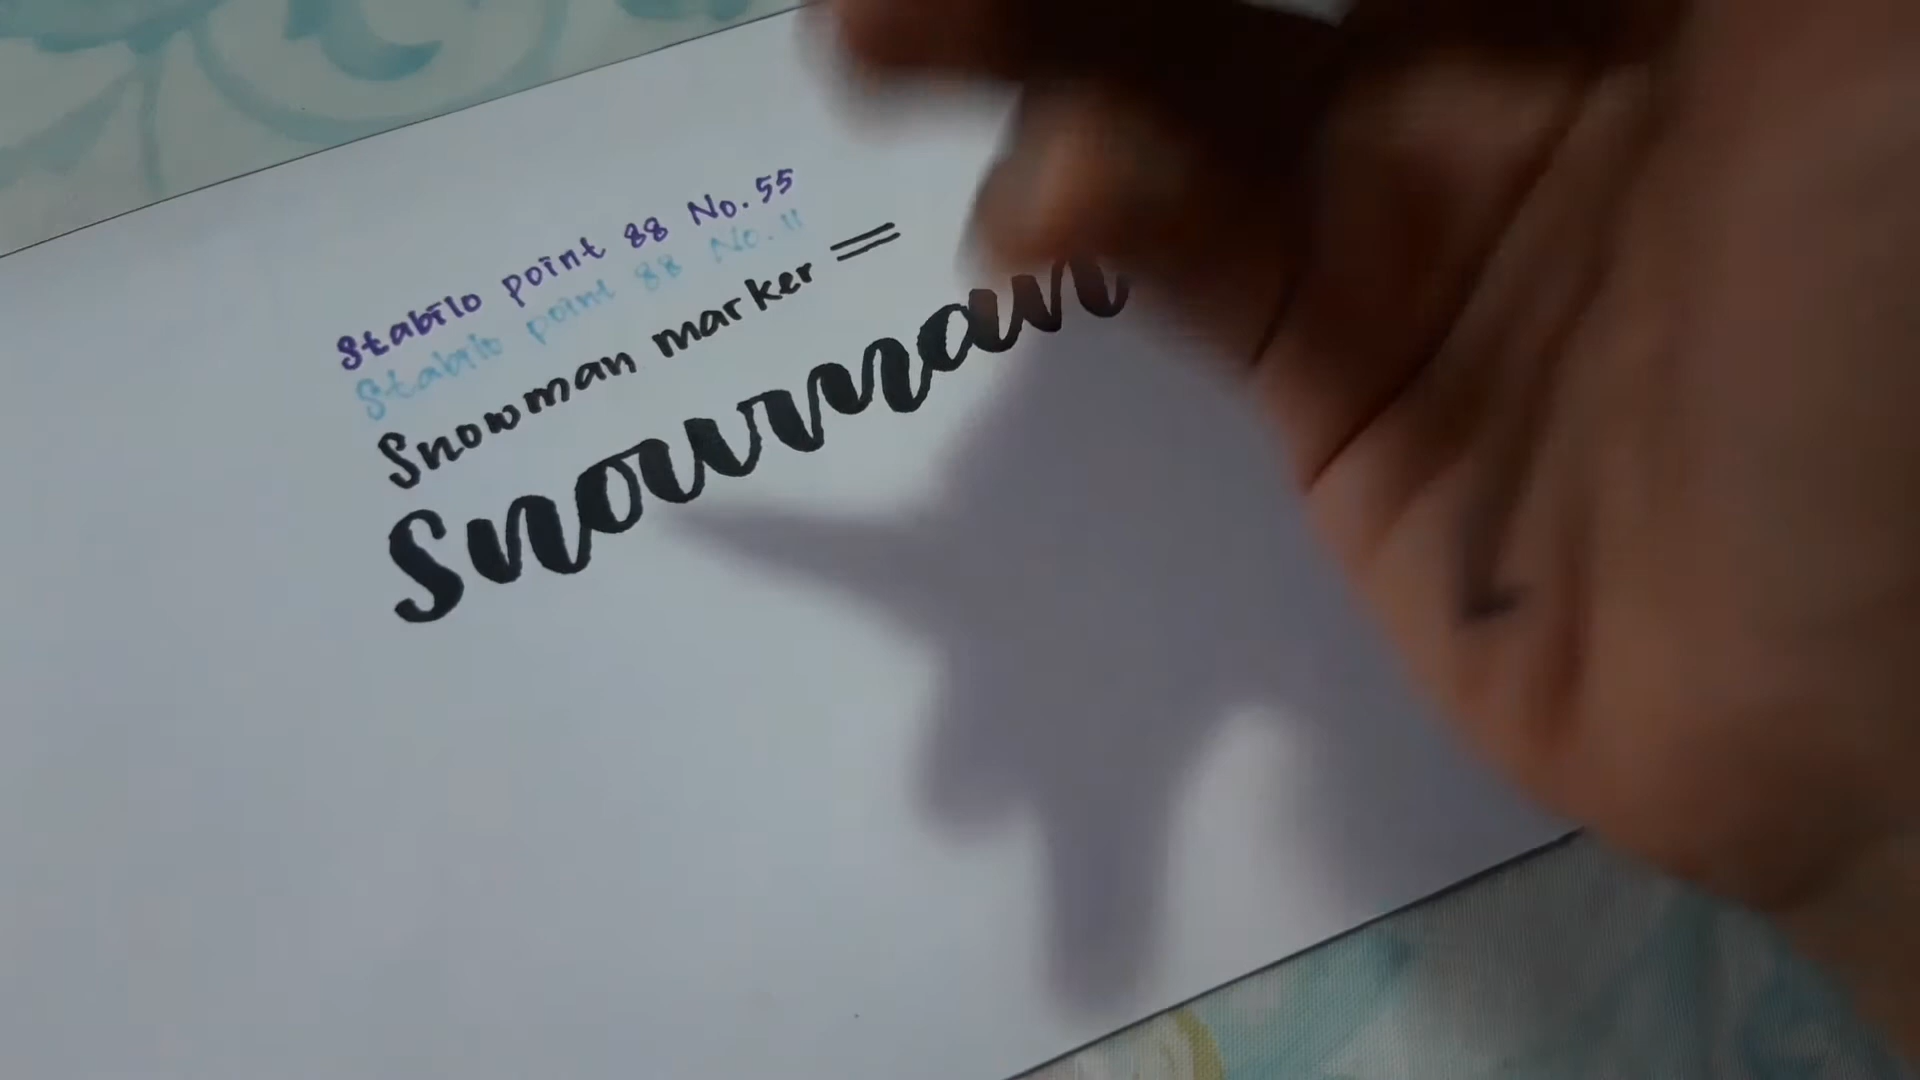 Stabilo point 88 No.55
Stabilo point 88 No.11
Snowman marker =
Snowman